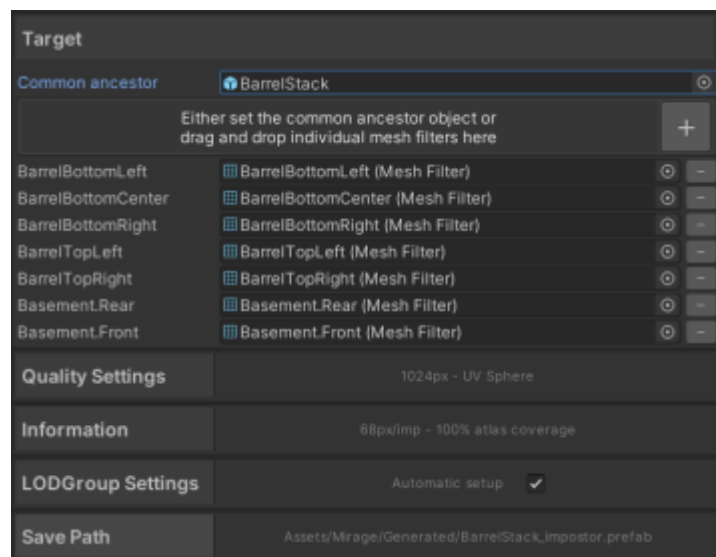 Target
Common ancestor BarrelStack
Either set the common ancestor object or
drag and drop individual mesh filters here
+
BarrelBottomLeft BarrelBottomLeft (Mesh Filter) -
BarrelBottomCenter BarrelBottomCenter (Mesh Filter) -
BarrelBottomRight BarrelBottomRight (Mesh Filter) -
BarrelTopLeft BarrelTopLeft (Mesh Filter) -
BarrelTopRight BarrelTopRight (Mesh Filter) -
Basement.Rear Basement.Rear (Mesh Filter) -
Basement.Front Basement.Front (Mesh Filter) -
Quality Settings 1024px - UV Sphere
Information 68px/imp - 100% atlas coverage
LODGroup Settings Automatic setup
Save Path Assets/Mirage/Generated/BarrelStack_impostor.prefab